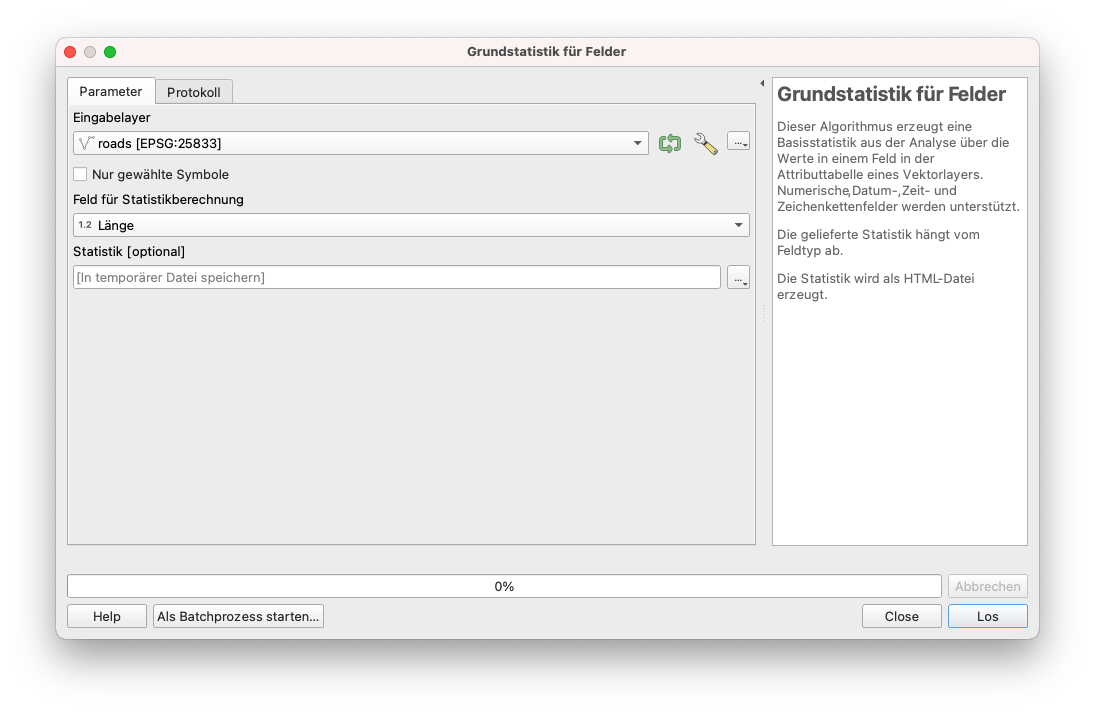 Grundstatistik für Felder
Parameter
Protokoll
Eingabelayer
roads [EPSG:25833]
...
Nur gewählte Symbole
Feld für Statistikberechnung
1.2 Länge
Statistik [optional]
[In temporärer Datei speichern]
...
Grundstatistik für Felder
Dieser Algorithmus erzeugt eine
Basisstatistik aus der Analyse über die
Werte in einem Feld in der
Attributtabelle eines Vektorlayers.
Numerische,Datum-,Zeit- und
Zeichenkettenfelder werden unterstützt.
Die gelieferte Statistik hängt vom
Feldtyp ab.
Die Statistik wird als HTML-Datei
erzeugt.
0%
Abbrechen
Help
Als Batchprozess starten...
Close
Los